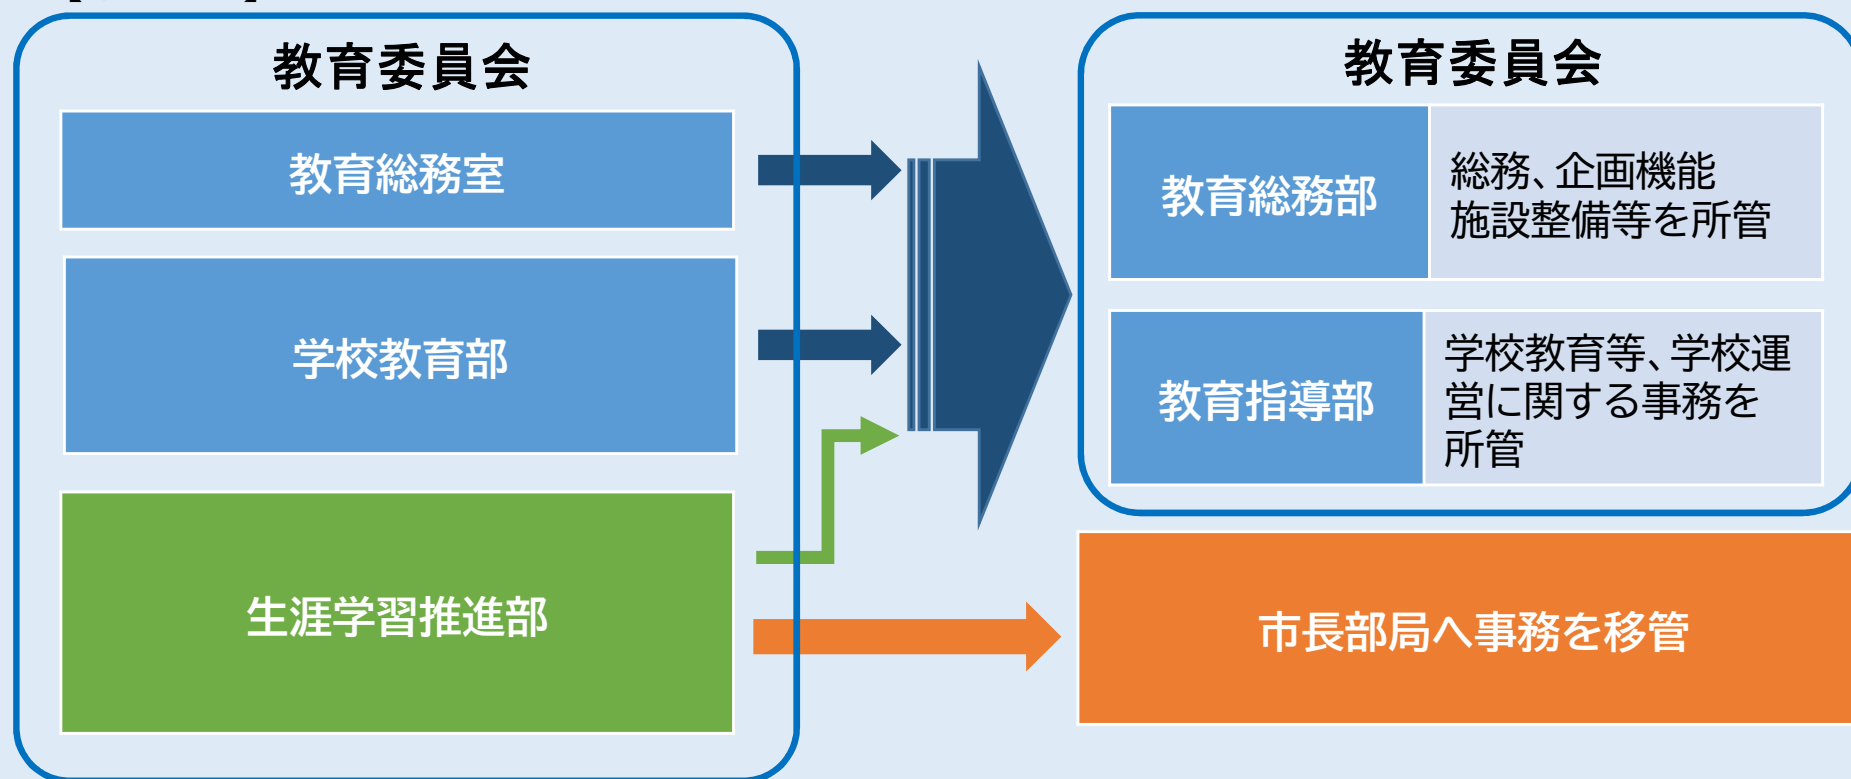 教育委員会
教育総務室
学校教育部
生涯学習推進部
教育委員会
教育総務部
総務、企画機能
施設整備等を所管
教育指導部
学校教育等、学校運
営に関する事務を
所管
市長部局へ事務を移管